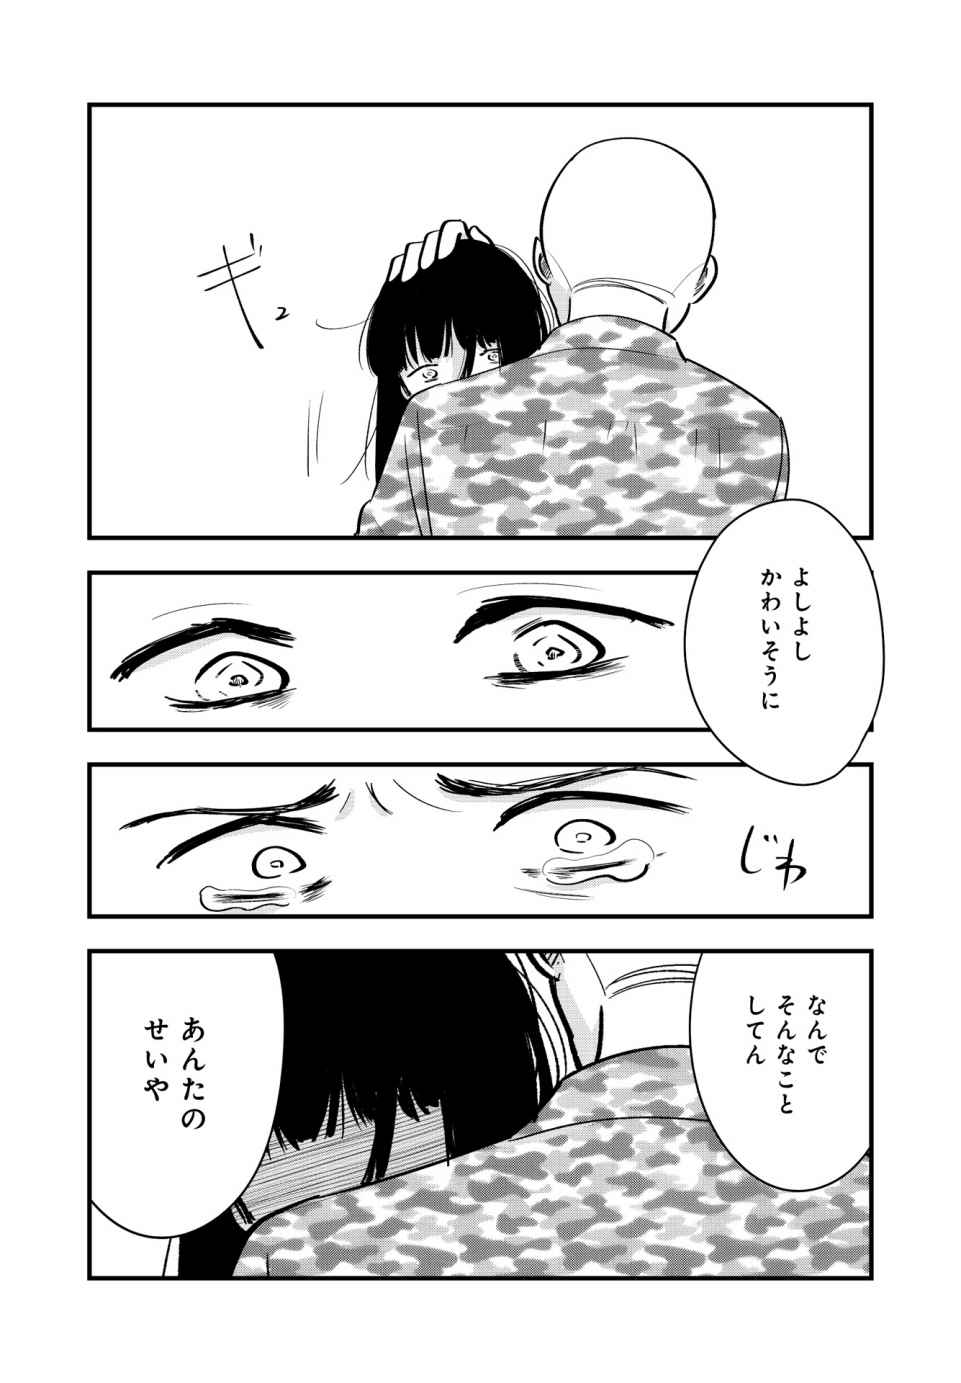 ギュ
よしよし
かわいそうに
じわ
なんで
そんなこと
してん
あんたの
せいや